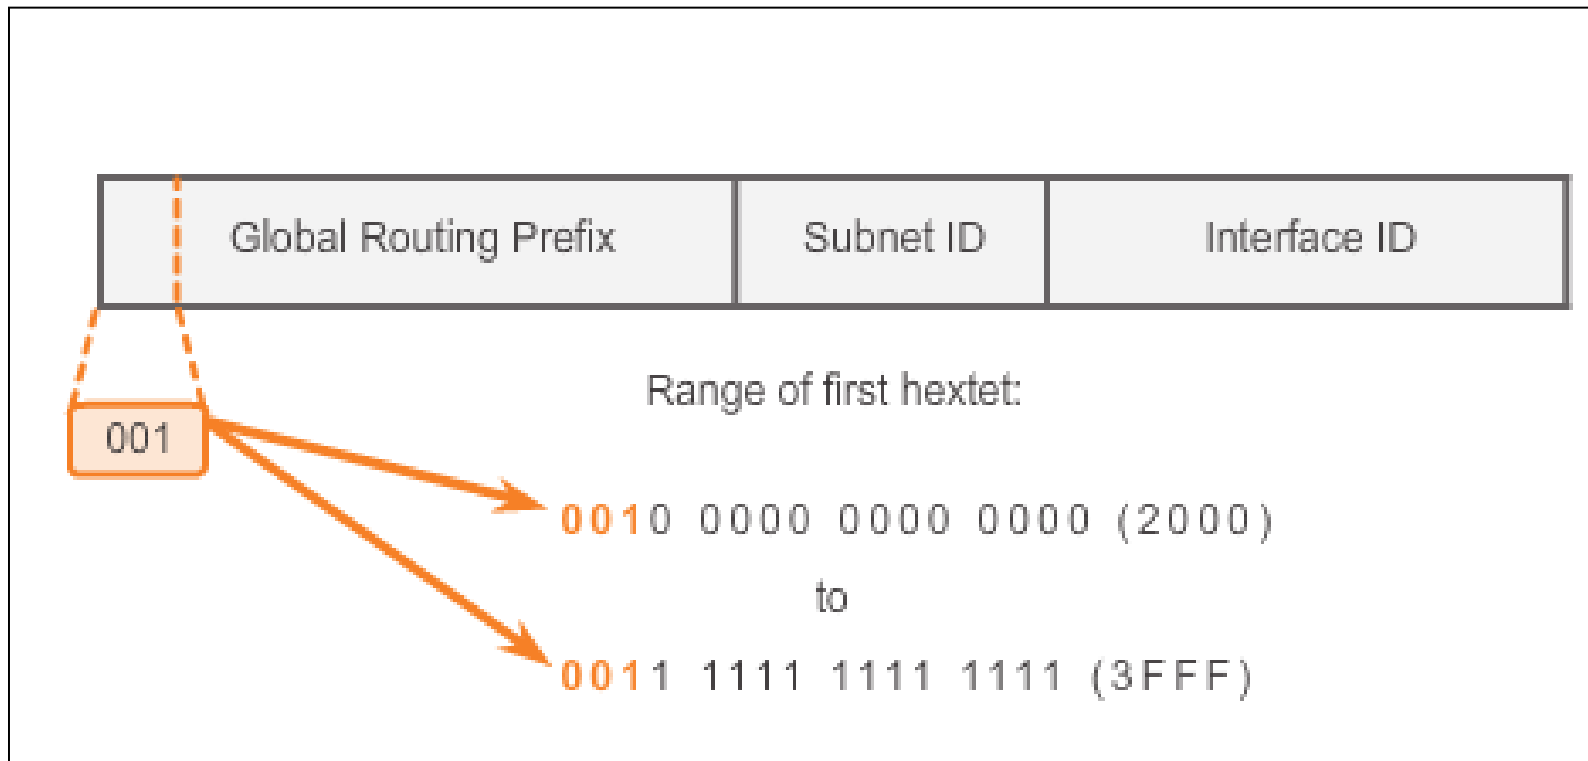 Global Routing Prefix Subnet ID Interface ID
Range of first hextet:
001
0010 0000 0000 0000 (2000)
to
0011 1111 1111 1111 (3FFF)